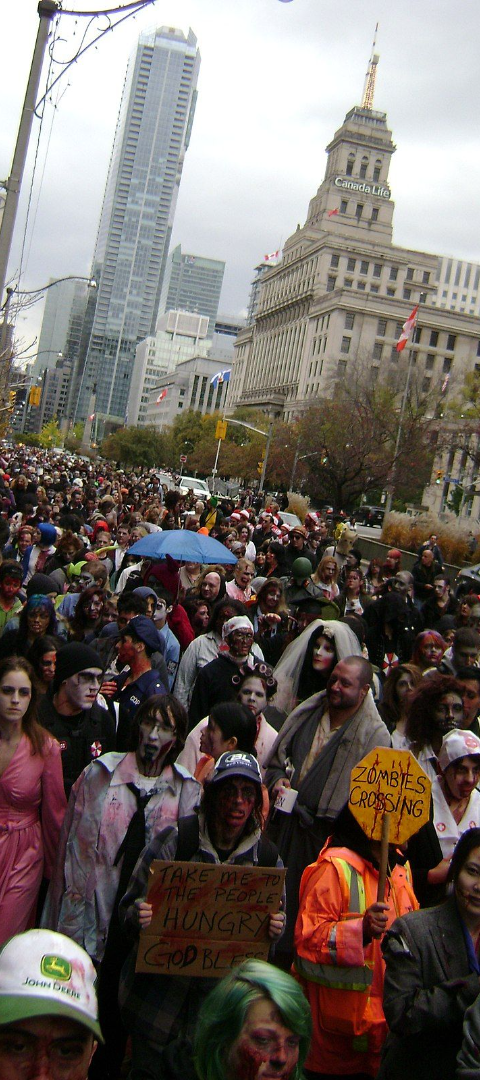 Canada Life
ZOMBIES
CROSSING
TAKE ME TO
THE PEOPLE
HUNGRY
GOD BLESS
JOHN DEERE